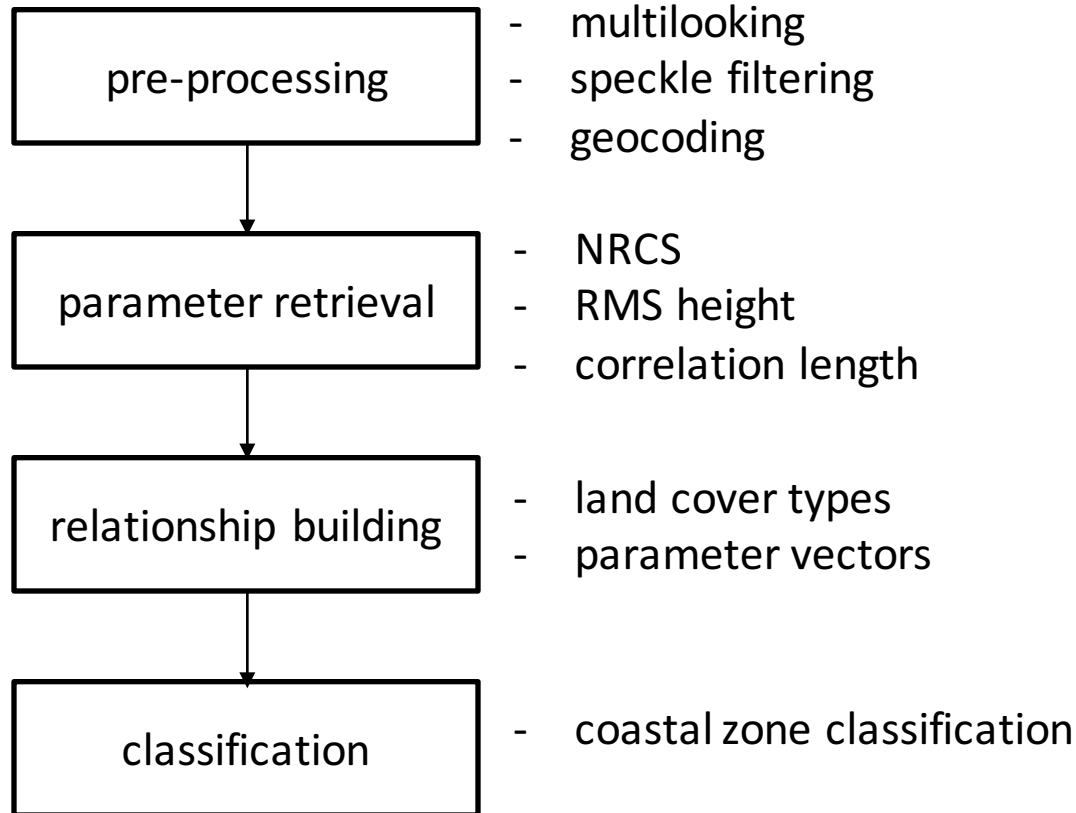 pre-processing
- multilooking
- speckle filtering
- geocoding
parameter retrieval
- NRCS
- RMS height
- correlation length
relationship building
- land cover types
- parameter vectors
classification
- coastal zone classification